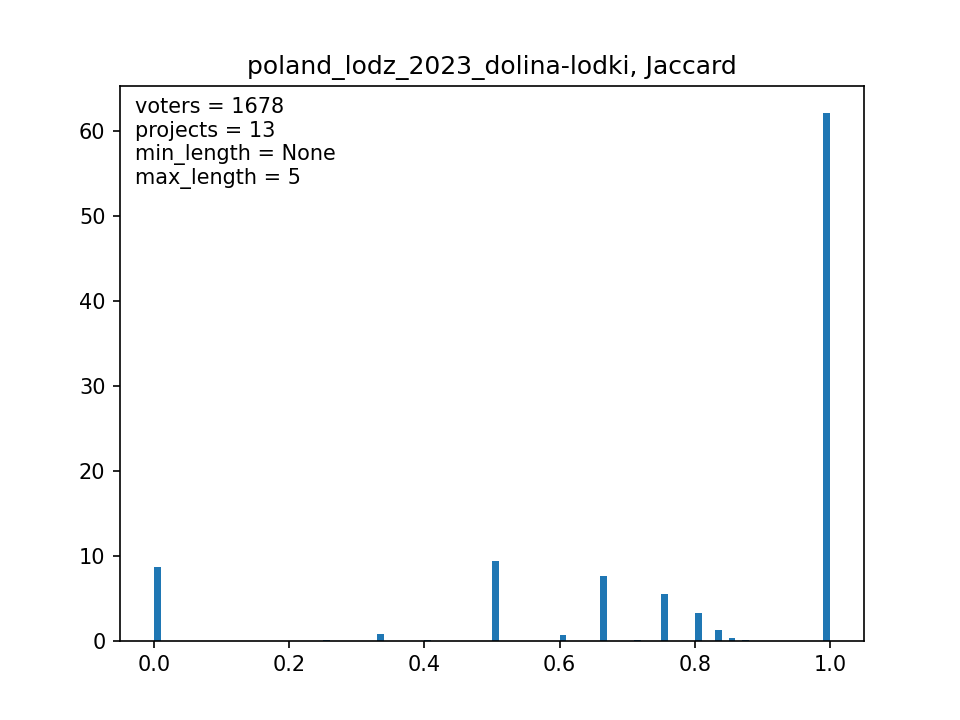 poland_lodz_2023_dolina-lodki, Jaccard
voters = 1678
projects = 13
min_length = None
max_length = 5
60
50
40
30
20
10
0
0.0 0.2 0.4 0.6 0.8 1.0